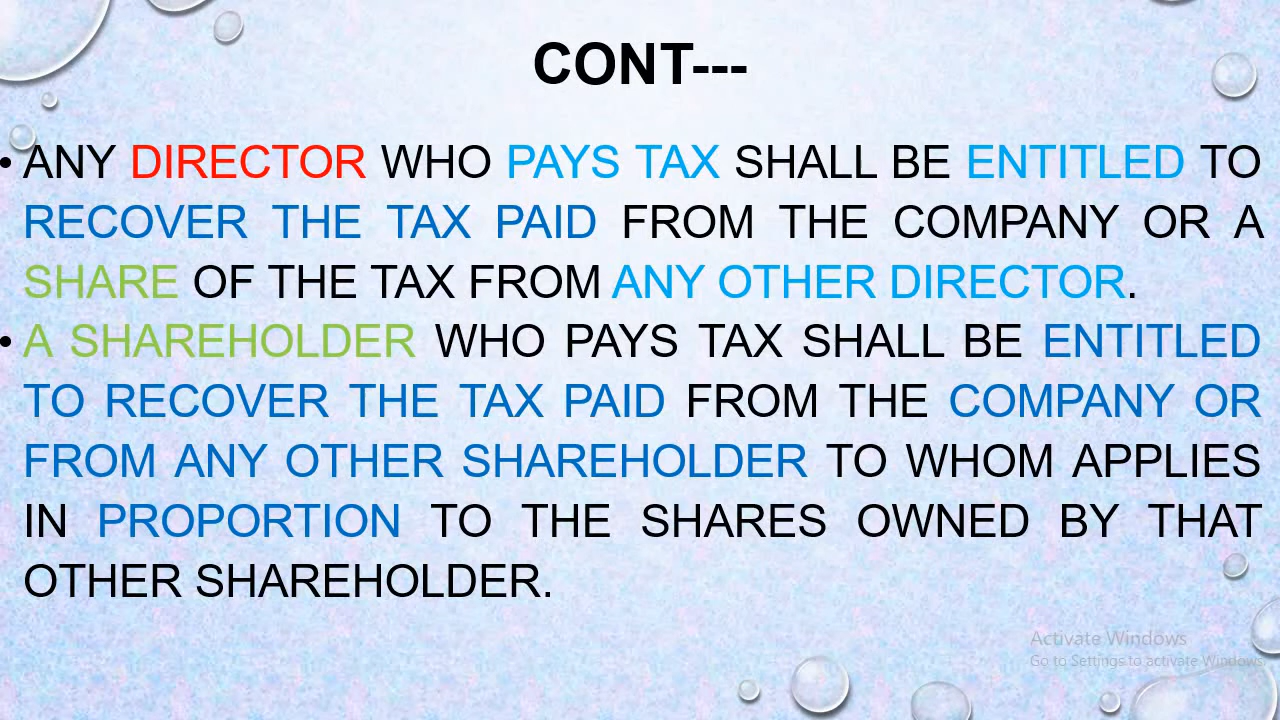 CONT---
• ANY DIRECTOR WHO PAYS TAX SHALL BE ENTITLED TO
RECOVER THE TAX PAID FROM THE COMPANY OR A
SHARE OF THE TAX FROM ANY OTHER DIRECTOR.
• A SHAREHOLDER WHO PAYS TAX SHALL BE ENTITLED
TO RECOVER THE TAX PAID FROM THE COMPANY OR
FROM ANY OTHER SHAREHOLDER TO WHOM APPLIES
IN PROPORTION TO THE SHARES OWNED BY THAT
OTHER SHAREHOLDER.
Activate Windows
Go to Settings to activate Windows.